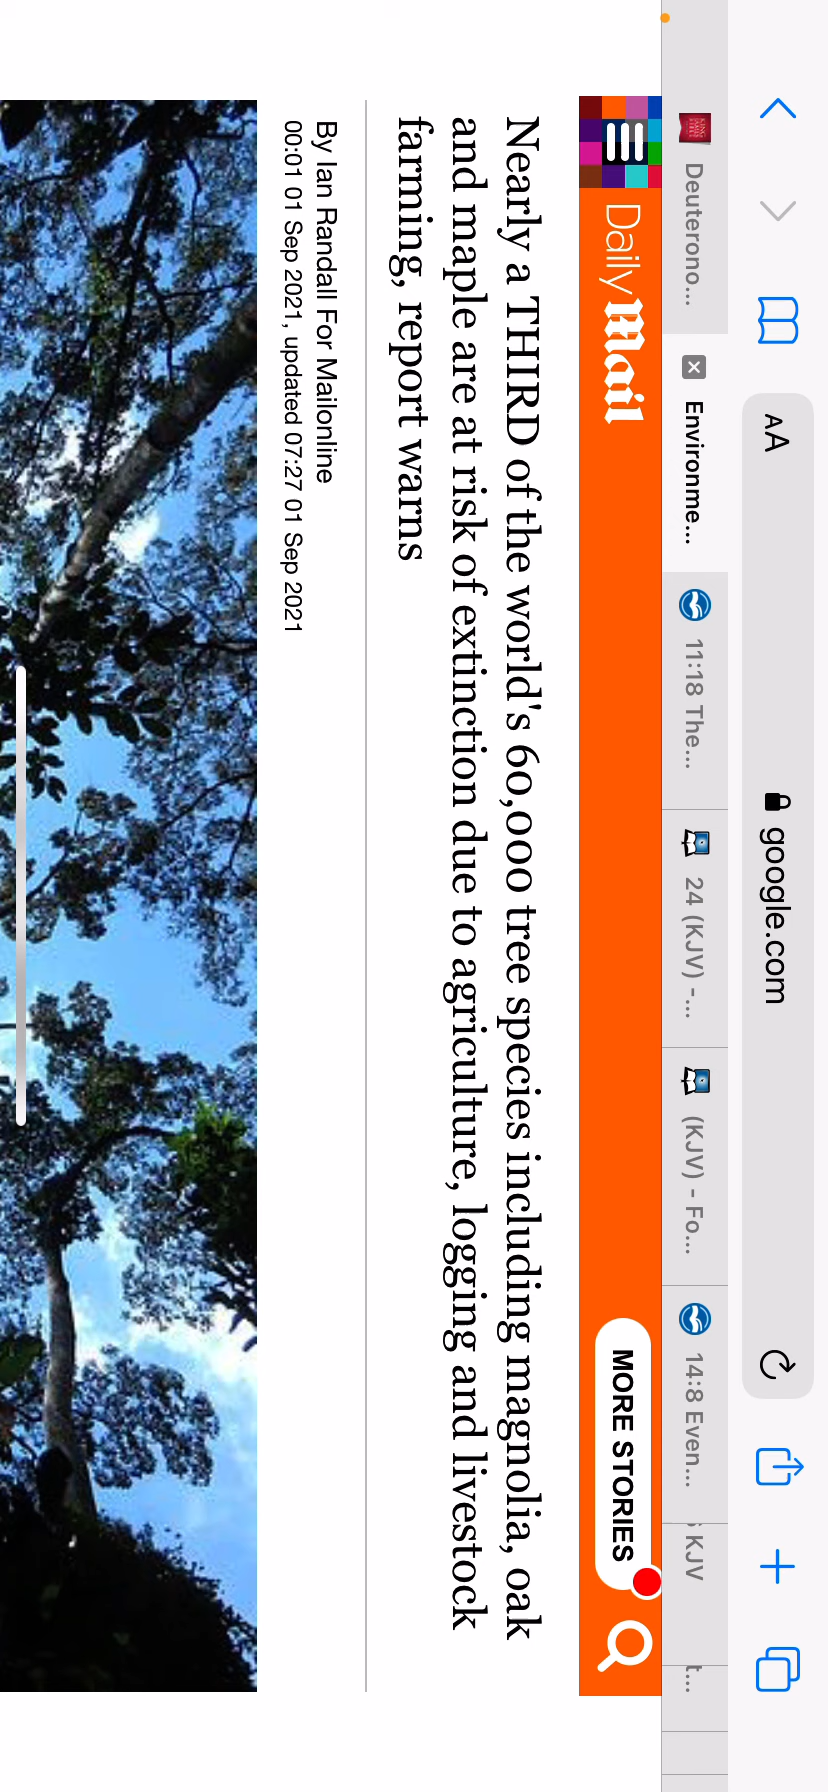 AA
google.com
Deuterono...
Environme...
11:18 The...
24 (KJV) -...
(KJV) - Fo...
14:8 Even...
KJV
t...
Daily Mail
MORE STORIES
Nearly a THIRD of the world's 60,000 tree species including magnolia, oak
and maple are at risk of extinction due to agriculture, logging and livestock
farming, report warns
By Ian Randall For Mailonline
00:01 01 Sep 2021, updated 07:27 01 Sep 2021